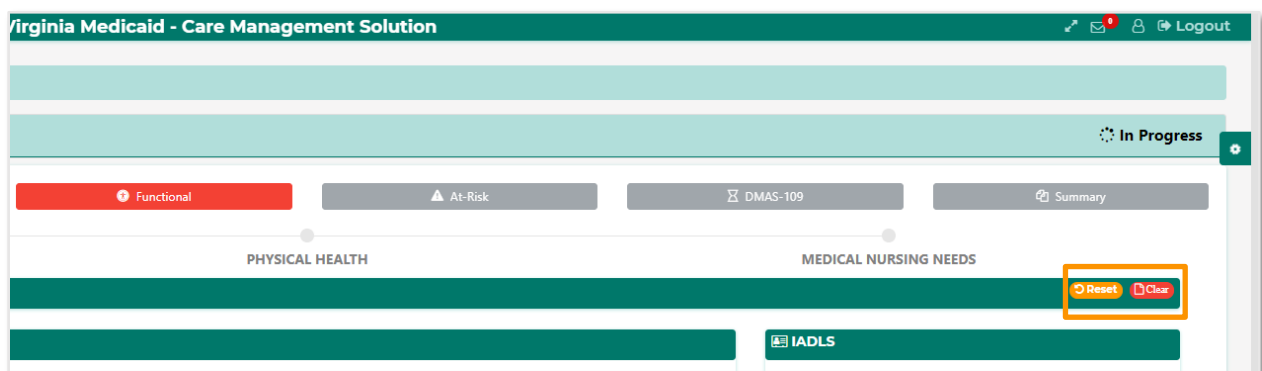 Virginia Medicaid - Care Management Solution
0
Logout
In Progress
Functional
At-Risk
DMAS-109
Summary
PHYSICAL HEALTH
MEDICAL NURSING NEEDS
Reset
Clear
IADLS